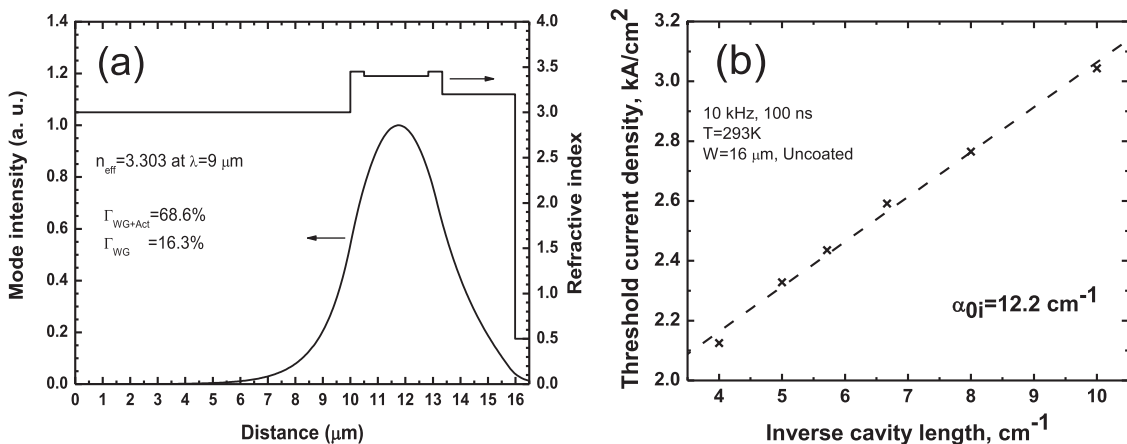 (a)
n_eff=3.303 at λ=9 μm
Γ_WG+Act=68.6%
Γ_WG =16.3%
Mode intensity (a. u.)
1.4
1.2
1.0
0.8
0.6
0.4
0.2
0.0
0 1 2 3 4 5 6 7 8 9 10 11 12 13 14 15 16
Distance (μm)
4.0
3.5
3.0
2.5
2.0
1.5
1.0
0.5
0.0
Refractive index
(b)
10 kHz, 100 ns
T=293K
W=16 μm, Uncoated
α_0i=12.2 cm⁻¹
Threshold current density, kA/cm²
3.0
2.8
2.6
2.4
2.2
2.0
4 5 6 7 8 9 10
Inverse cavity length, cm⁻¹